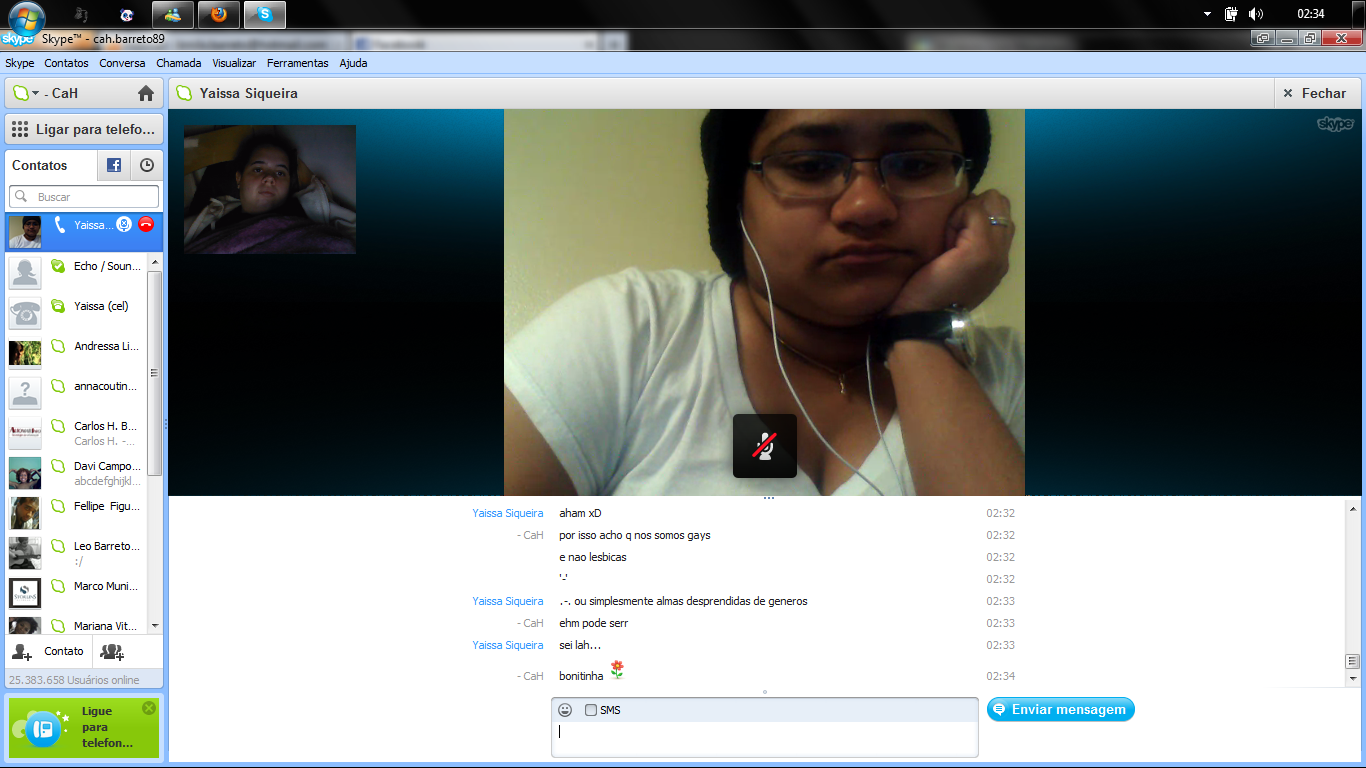 02:34
Skype™ - cah.barreto89
Skype Contatos Conversa Chamada Visualizar Ferramentas Ajuda
- CaH
Yaissa Siqueira
Fechar
Ligar para telefo...
Contatos
Buscar
Yaissa...
Echo / Soun...
Yaissa (cel)
Andressa Li...
annacoutin...
Carlos H. B...
Carlos H. -...
Davi Campo...
abcdefghijkl...
Fellipe Figu...
Leo Barreto...
:/
Marco Muni...
Mariana Vit...
Contato
25.383.658 Usuários online
Ligue
para
telefon...
skype
skype
Yaissa Siqueira aham xD 02:32
- CaH por isso acho q nos somos gays 02:32
e nao lesbicas 02:32
'-' 02:32
Yaissa Siqueira .-. ou simplesmente almas desprendidas de generos 02:33
- CaH ehm pode serr 02:33
Yaissa Siqueira sei lah... 02:33
- CaH bonitinha 02:34
SMS
Enviar mensagem